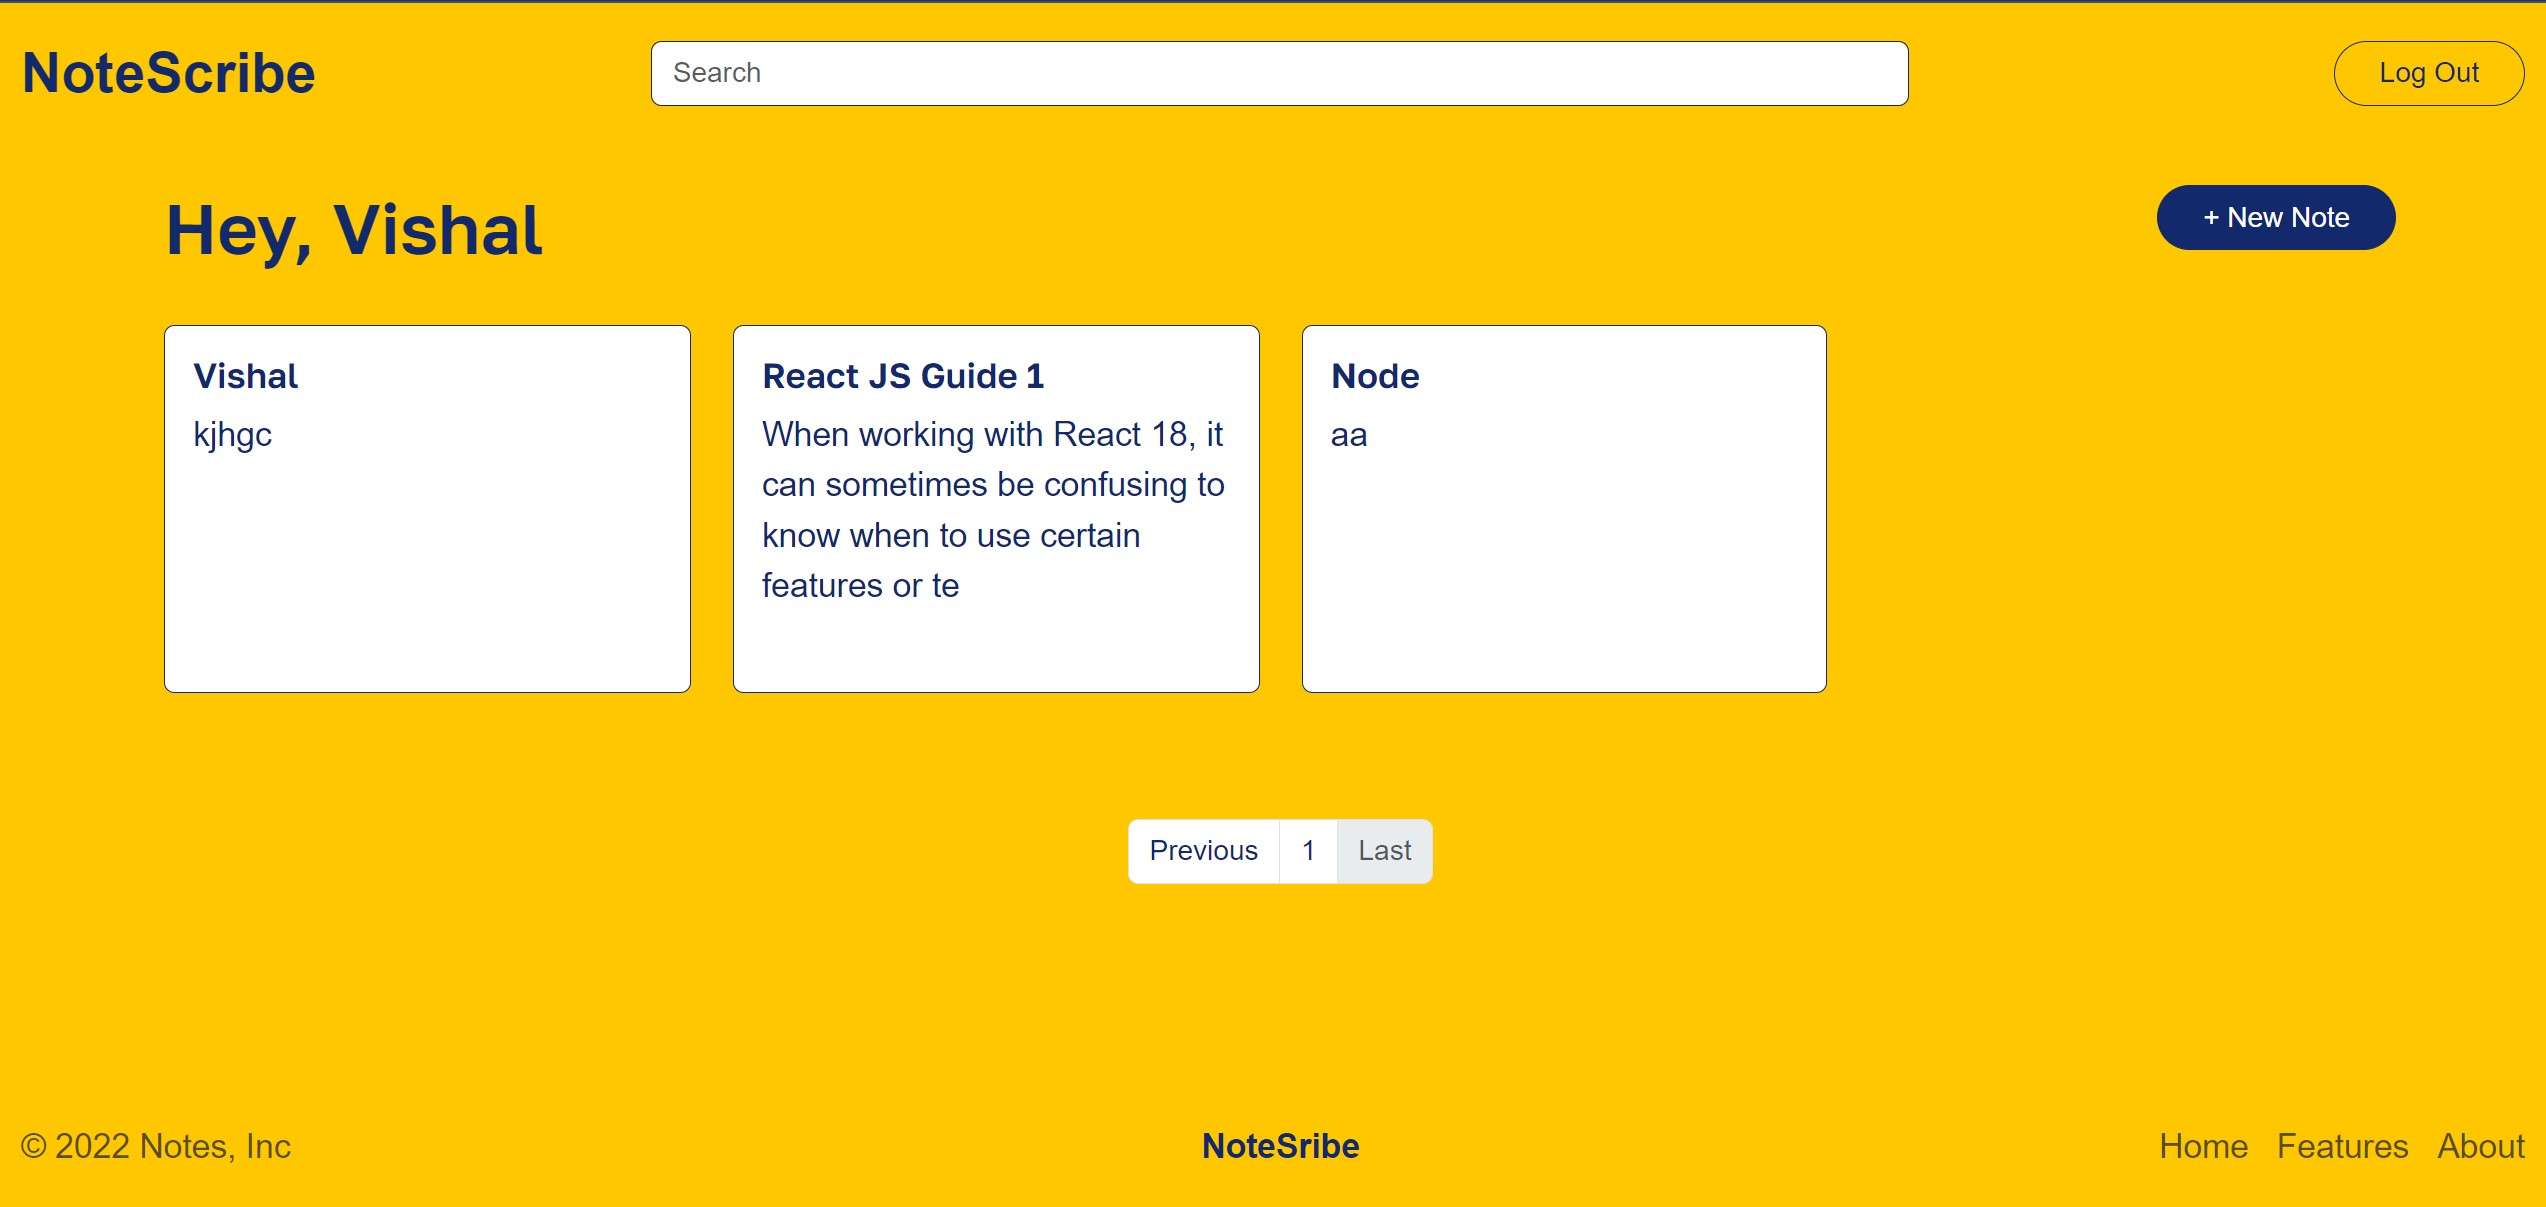 NoteScribe
Search
Log Out
Hey, Vishal
+ New Note
Vishal
kjhgc
React JS Guide 1
When working with React 18, it
can sometimes be confusing to
know when to use certain
features or te
Node
aa
Previous 1 Last
© 2022 Notes, Inc
NoteSribe
Home Features About